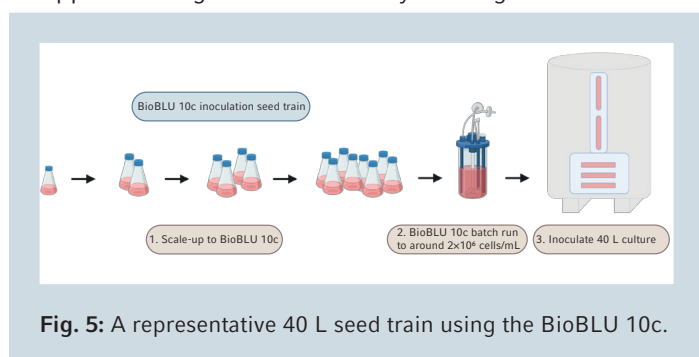 BioBLU 10c inoculation seed train
1. Scale-up to BioBLU 10c
2. BioBLU 10c batch run
to around 2×10⁶ cells/mL
3. Inoculate 40 L culture
Fig. 5: A representative 40 L seed train using the BioBLU 10c.